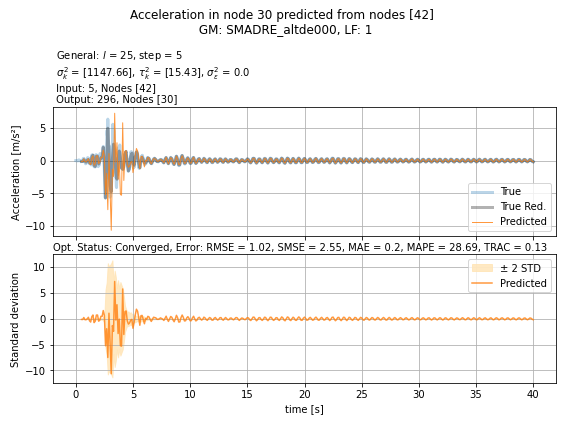 Acceleration in node 30 predicted from nodes [42]
GM: SMADRE_altde000, LF: 1
General: l = 25, step = 5
σ²ₖ = [1147.66], τ²ₖ = [15.43], σ²ε = 0.0
Input: 5, Nodes [42]
Output: 296, Nodes [30]
Acceleration [m/s²]
5
0
−5
−10
True
True Red.
Predicted
Opt. Status: Converged, Error: RMSE = 1.02, SMSE = 2.55, MAE = 0.2, MAPE = 28.69, TRAC = 0.13
Standard deviation
10
5
0
−5
−10
± 2 STD
Predicted
0 5 10 15 20 25 30 35 40
time [s]